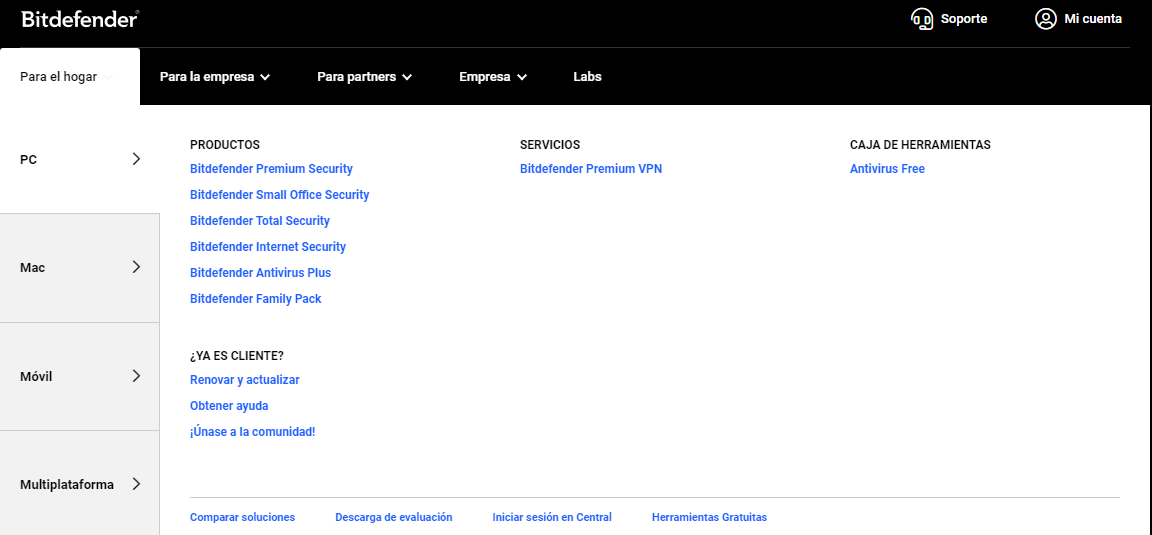 Bitdefender
Soporte
Mi cuenta
Para el hogar
Para la empresa
Para partners
Empresa
Labs
PC
Mac
Móvil
Multiplataforma
PRODUCTOS
Bitdefender Premium Security
Bitdefender Small Office Security
Bitdefender Total Security
Bitdefender Internet Security
Bitdefender Antivirus Plus
Bitdefender Family Pack
SERVICIOS
Bitdefender Premium VPN
CAJA DE HERRAMIENTAS
Antivirus Free
¿YA ES CLIENTE?
Renovar y actualizar
Obtener ayuda
¡Únase a la comunidad!
Comparar soluciones
Descarga de evaluación
Iniciar sesión en Central
Herramientas Gratuitas